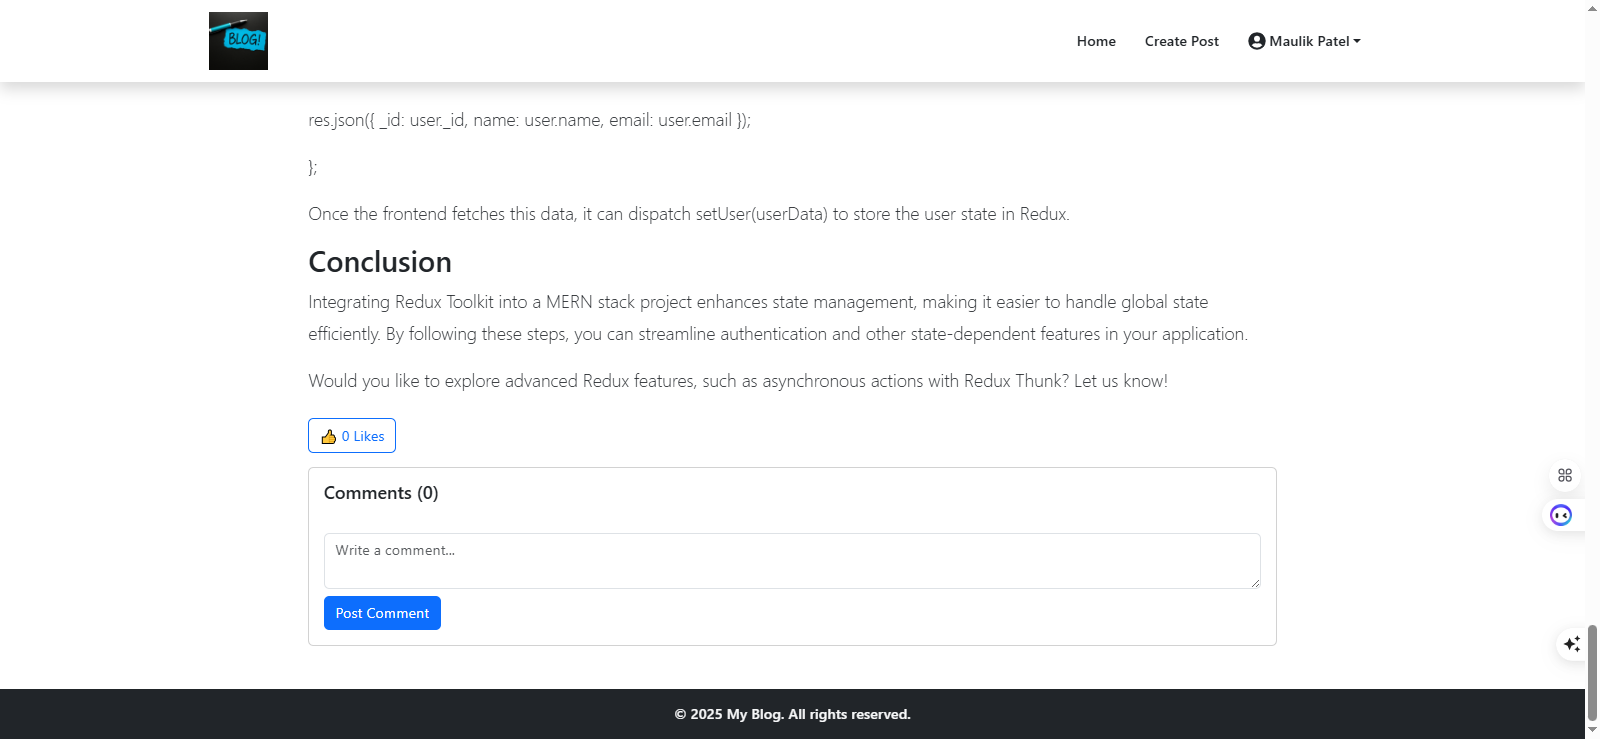 BLOG!
Home
Create Post
Maulik Patel
res.json({ _id: user._id, name: user.name, email: user.email });
};
Once the frontend fetches this data, it can dispatch setUser(userData) to store the user state in Redux.
Conclusion
Integrating Redux Toolkit into a MERN stack project enhances state management, making it easier to handle global state
efficiently. By following these steps, you can streamline authentication and other state-dependent features in your application.
Would you like to explore advanced Redux features, such as asynchronous actions with Redux Thunk? Let us know!
👍 0 Likes
Comments (0)
Write a comment...
Post Comment
© 2025 My Blog. All rights reserved.